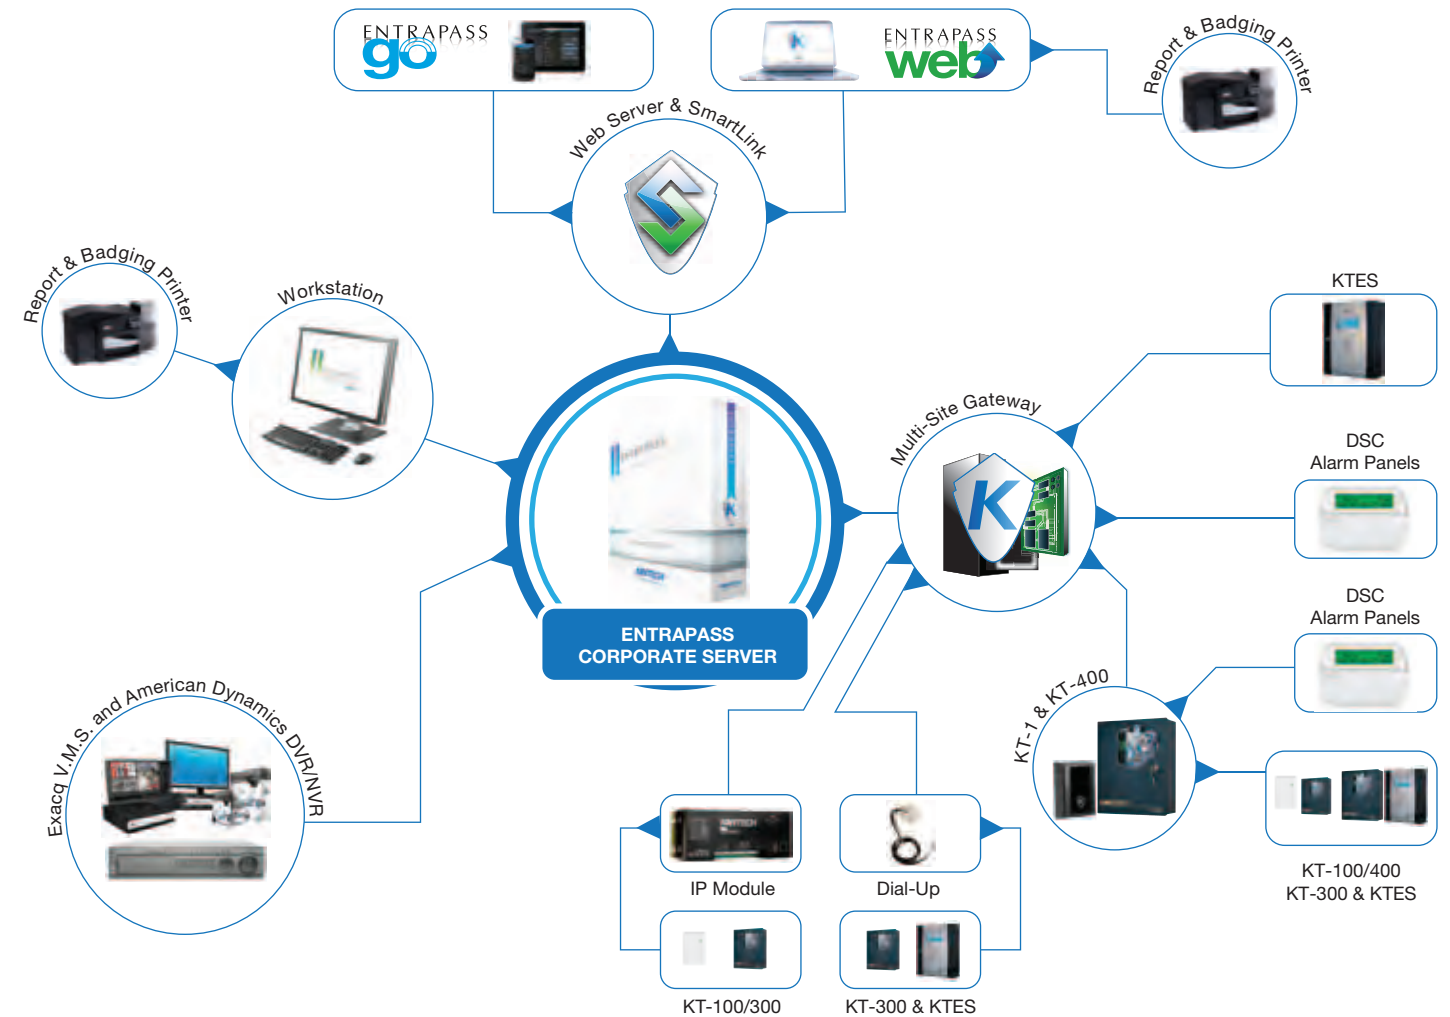 ENTRAPASS
go
ENTRAPASS
web
Report & Badging Printer
Web Server & SmartLink
Report & Badging Printer
Workstation
KTES
Multi-Site Gateway
K
DSC
Alarm Panels
ENTRAPASS
CORPORATE SERVER
DSC
Alarm Panels
KT-1 & KT-400
Exacq V.M.S. and American Dynamics DVR/NVR
IP Module
Dial-Up
KT-100/400
KT-300 & KTES
KT-100/300
KT-300 & KTES